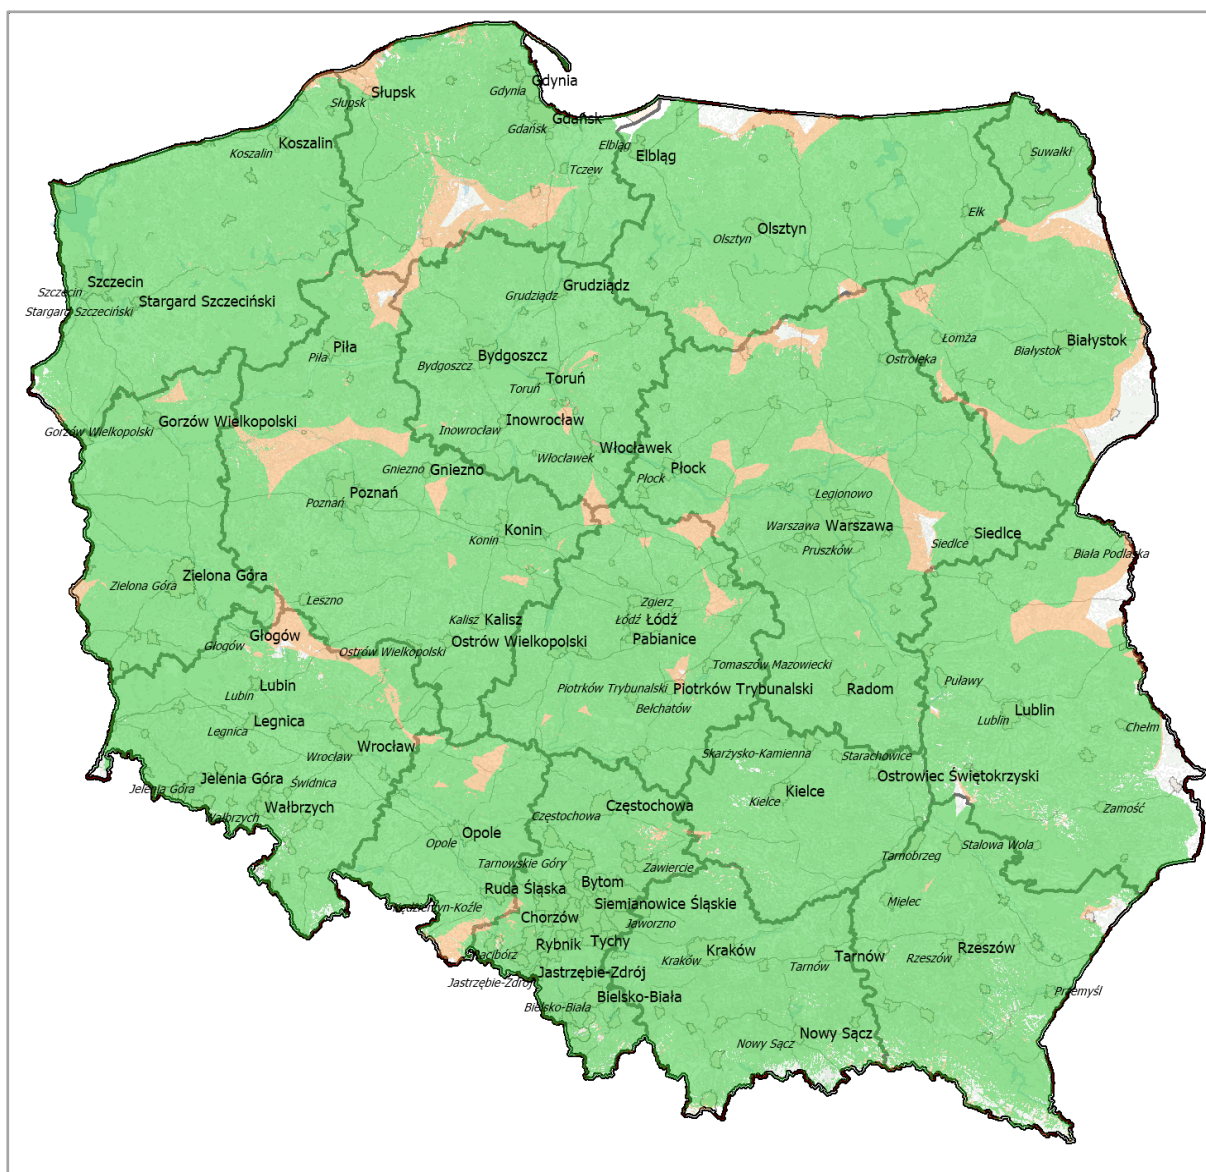 Gdynia
Gdynia
Słupsk
Słupsk
Gdańsk
Gdańsk
Koszalin
Koszalin
Elbląg
Elbląg
Suwałki
Tczew
Ełk
Olsztyn
Olsztyn
Szczecin
Szczecin
Stargard Szczeciński
Stargard Szczeciński
Grudziądz
Grudziądz
Piła
Piła
Bydgoszcz
Bydgoszcz
Toruń
Toruń
Ostrołęka
Łomża
Białystok
Białystok
Gorzów Wielkopolski
Gorzów Wielkopolski
Inowrocław
Inowrocław
Włocławek
Włocławek
Gniezno
Gniezno
Płock
Płock
Poznań
Poznań
Legionowo
Konin
Konin
Warszawa
Warszawa
Pruszków
Siedlce
Siedlce
Biała Podlaska
Zielona Góra
Zielona Góra
Leszno
Zgierz
Kalisz
Kalisz
Łódź
Łódź
Pabianice
Głogów
Głogów
Ostrów Wielkopolski
Ostrów Wielkopolski
Tomaszów Mazowiecki
Lubin
Lubin
Piotrków Trybunalski
Piotrków Trybunalski
Radom
Puławy
Bełchatów
Legnica
Legnica
Lublin
Lublin
Chełm
Wrocław
Wrocław
Skarżysko-Kamienna
Starachowice
Jelenia Góra
Jelenia Góra
Świdnica
Ostrowiec Świętokrzyski
Kielce
Kielce
Wałbrzych
Wałbrzych
Częstochowa
Częstochowa
Zamość
Opole
Opole
Stalowa Wola
Tarnobrzeg
Tarnowskie Góry
Zawiercie
Ruda Śląska
Bytom
Siemianowice Śląskie
Mielec
Chorzów
Jaworzno
Rybnik
Tychy
Kraków
Kraków
Tarnów
Tarnów
Rzeszów
Rzeszów
Jastrzębie-Zdrój
Jastrzębie-Zdrój
Bielsko-Biała
Bielsko-Biała
Przemyśl
Nowy Sącz
Nowy Sącz